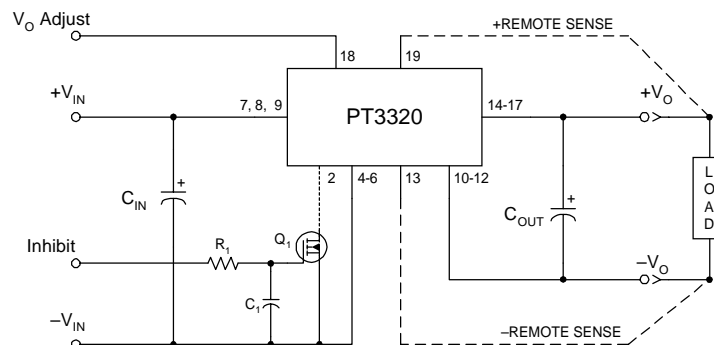 V_O Adjust
+REMOTE SENSE
18
19
+V_IN
7, 8, 9
PT3320
14-17
+V_O
2
4-6
13
10-12
C_IN
+
C_OUT
+
LOAD
Inhibit
R_1
Q_1
–V_O
C_1
–V_IN
–REMOTE SENSE